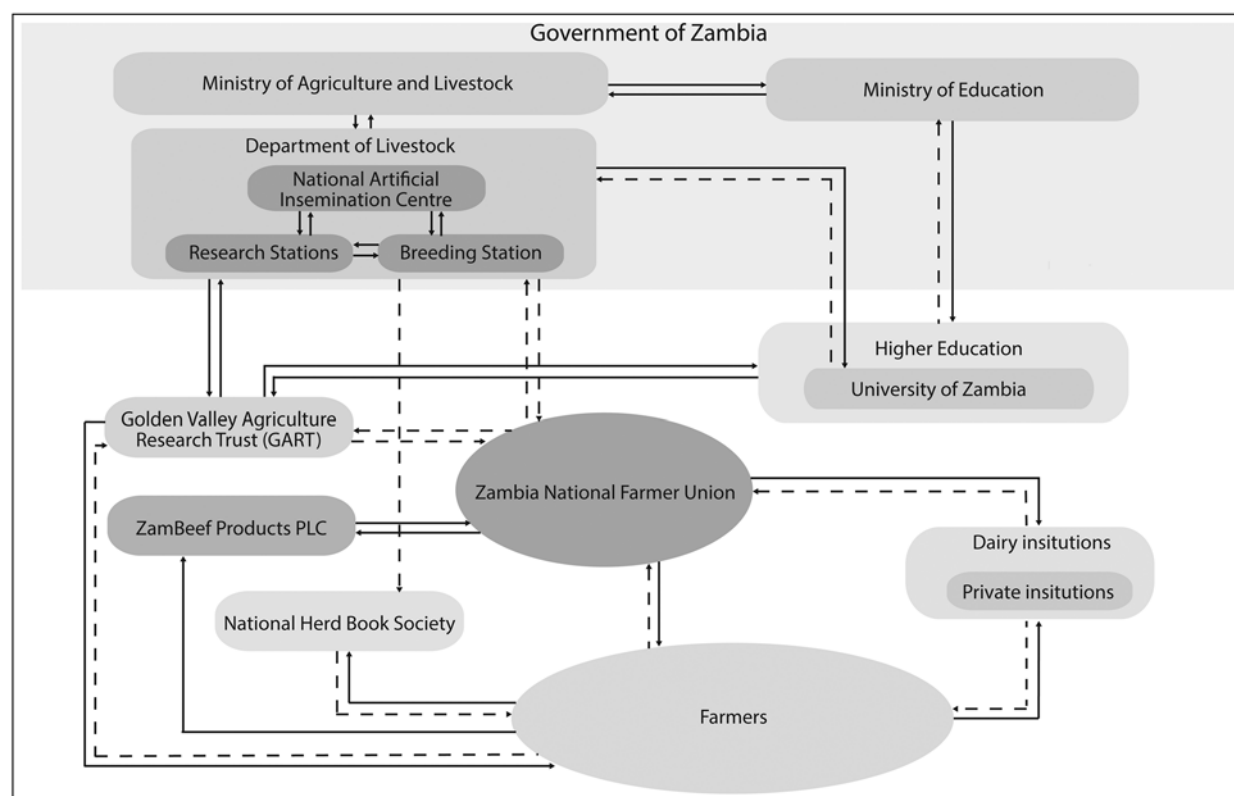 Government of Zambia
Ministry of Agriculture and Livestock
Ministry of Education
Department of Livestock
National Artificial
Insemination Centre
Research Stations
Breeding Station
Higher Education
University of Zambia
Golden Valley Agriculture
Research Trust (GART)
Zambia National Farmer Union
ZamBeef Products PLC
Dairy insitutions
Private insitutions
National Herd Book Society
Farmers